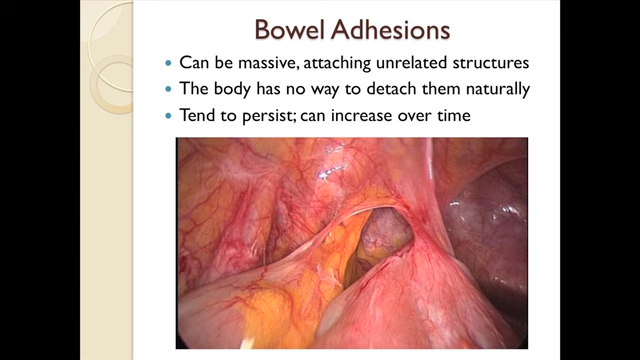 Bowel Adhesions
Can be massive, attaching unrelated structures
The body has no way to detach them naturally
Tend to persist; can increase over time